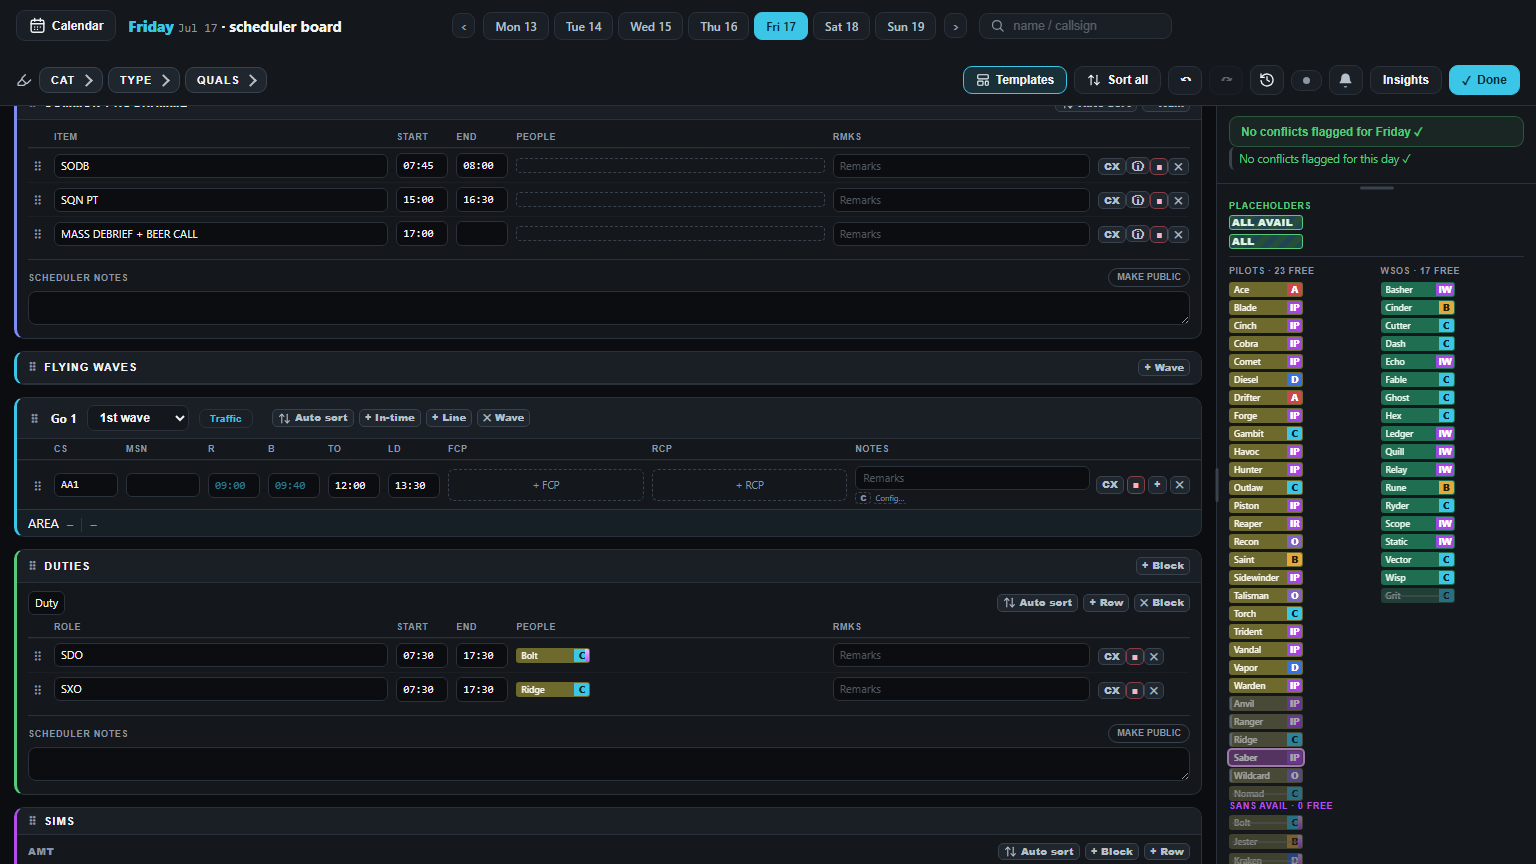 Calendar
Friday Jul 17 · scheduler board
‹ Mon 13 Tue 14 Wed 15 Thu 16 Fri 17 Sat 18 Sun 19 ›
name / callsign
CAT TYPE QUALS
Templates Sort all Insights ✓ Done
ITEM START END PEOPLE RMKS
SODB 07:45 08:00 Remarks CX
SQN PT 15:00 16:30 Remarks CX
MASS DEBRIEF + BEER CALL 17:00 Remarks CX
SCHEDULER NOTES MAKE PUBLIC
FLYING WAVES + Wave
Go 1 1st wave Traffic Auto sort + In-time + Line × Wave
CS MSN R B TO LD FCP RCP NOTES
AA1 09:00 09:40 12:00 13:30 + FCP + RCP Remarks CX
C Config...
AREA – –
DUTIES + Block
Duty Auto sort + Row × Block
ROLE START END PEOPLE RMKS
SDO 07:30 17:30 Bolt C Remarks CX
SXO 07:30 17:30 Ridge C Remarks CX
SCHEDULER NOTES MAKE PUBLIC
SIMS
AMT Auto sort + Block + Row
No conflicts flagged for Friday ✓
No conflicts flagged for this day ✓
PLACEHOLDERS
ALL AVAIL
ALL
PILOTS · 23 FREE
Ace A
Blade IP
Cinch IP
Cobra IP
Comet IP
Diesel D
Drifter A
Forge IP
Gambit C
Havoc IP
Hunter IP
Outlaw C
Piston IP
Reaper IR
Recon O
Saint B
Sidewinder IP
Talisman O
Torch C
Trident IP
Vandal IP
Vapor D
Warden IP
Anvil IP
Ranger IP
Ridge C
Saber IP
Wildcard O
Nomad C
SANS AVAIL · 0 FREE
Bolt C
Jester B
Kraken D
WSOS · 17 FREE
Basher IW
Cinder B
Cutter C
Dash C
Echo IW
Fable C
Ghost C
Hex C
Ledger IW
Quill IW
Relay IW
Rune B
Ryder C
Scope IW
Static IW
Vector C
Wisp C
Grit C